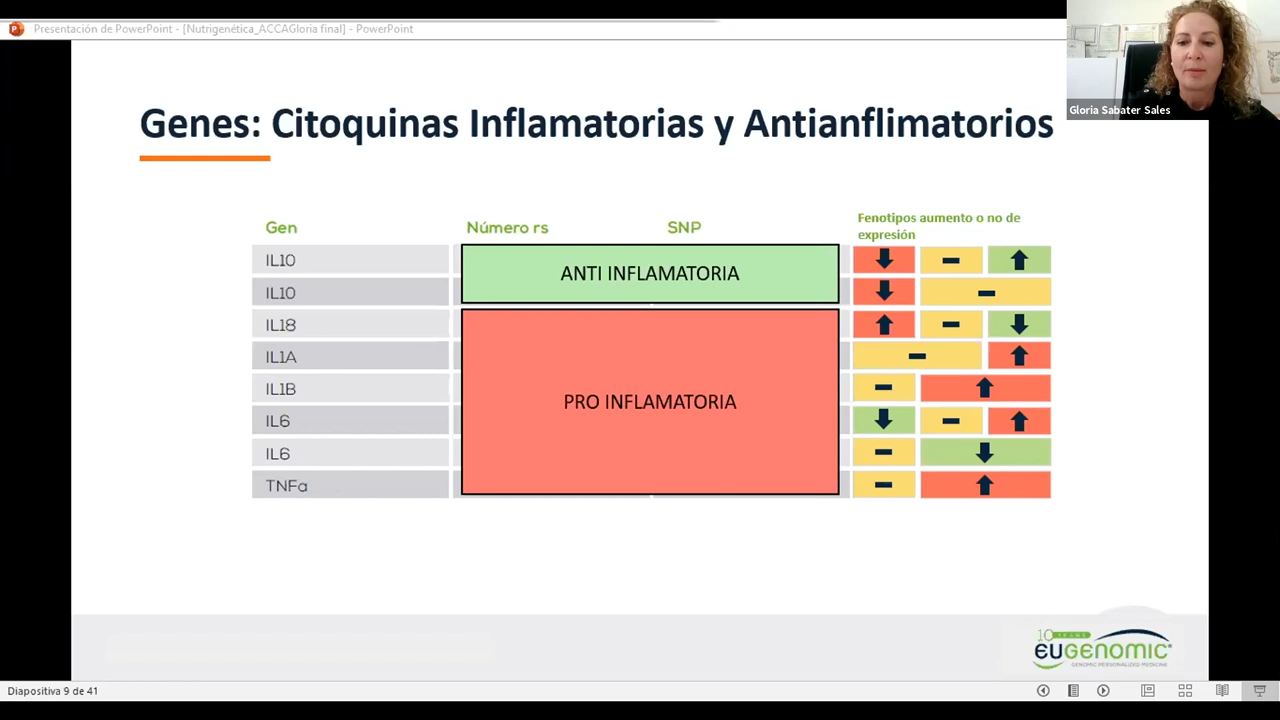 Presentación de PowerPoint - [Nutrigenética_ACCAGloria final] - PowerPoint
Gloria Sabater Sales
Genes: Citoquinas Inflamatorias y Antianflimatorios
Gen Número rs SNP Fenotipos aumento o no de
expresión
IL10
ANTI INFLAMATORIA
IL10
IL18
IL1A
IL1B
PRO INFLAMATORIA
IL6
IL6
TNFα
10 YEARS
EUGENOMIC®
GENOMIC PERSONALIZED MEDICINE
Diapositiva 9 de 41